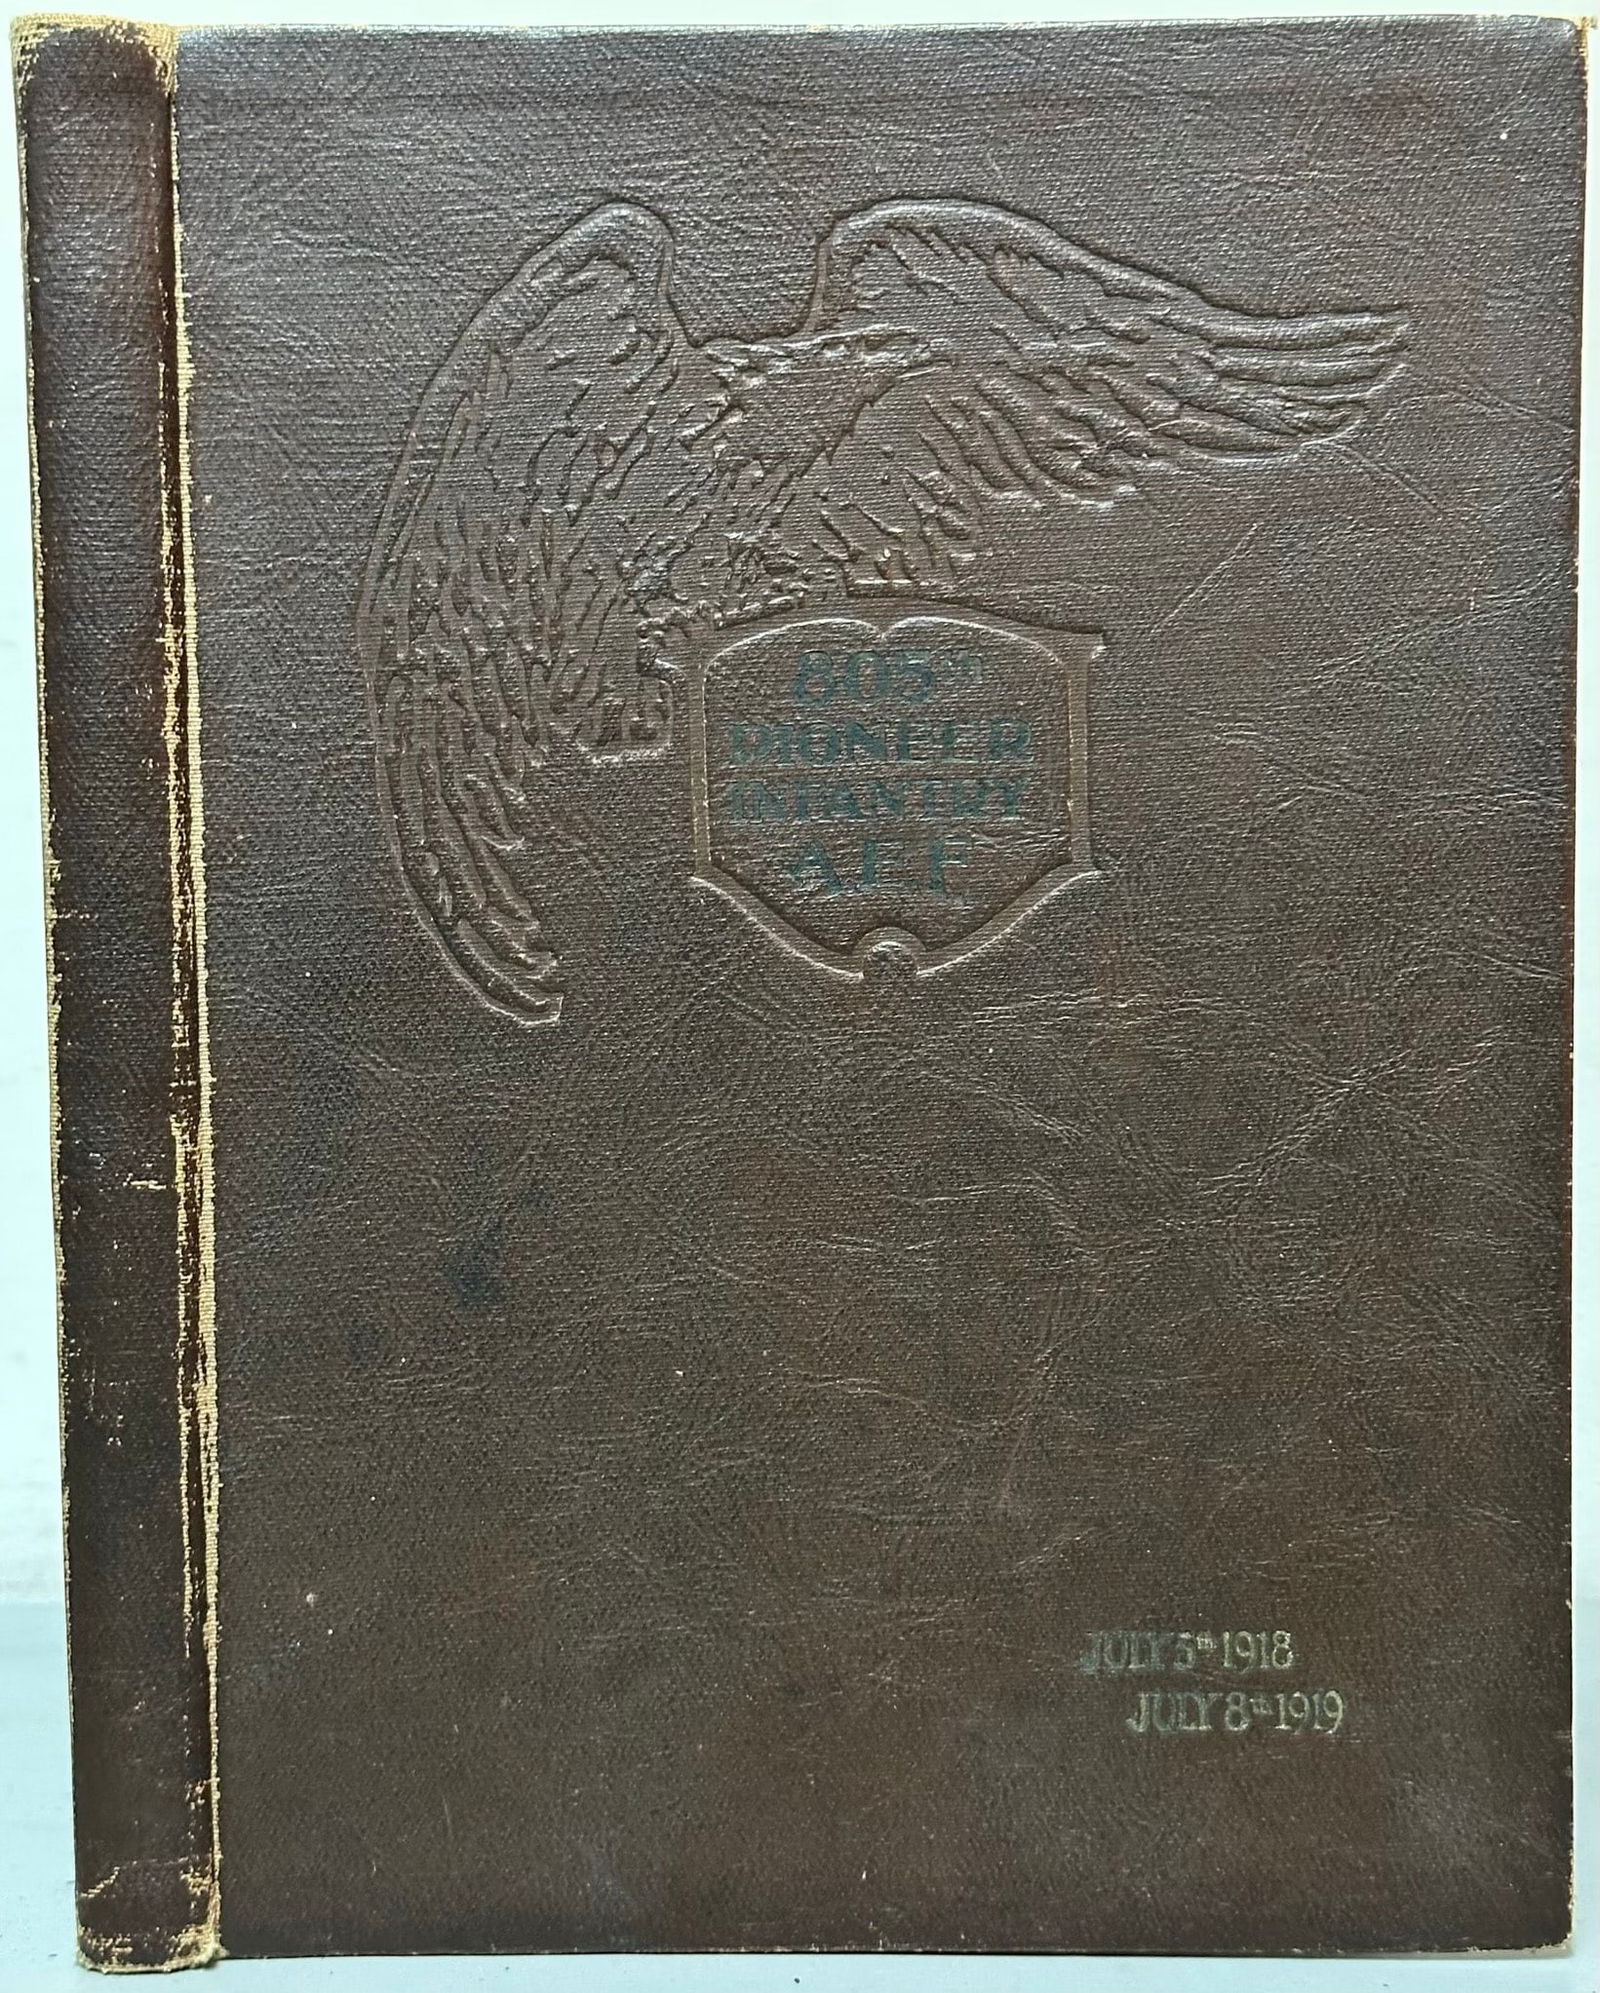 805th
PIONEER
INFANTRY
A E F
JULY 5th 1918
JULY 8th 1919